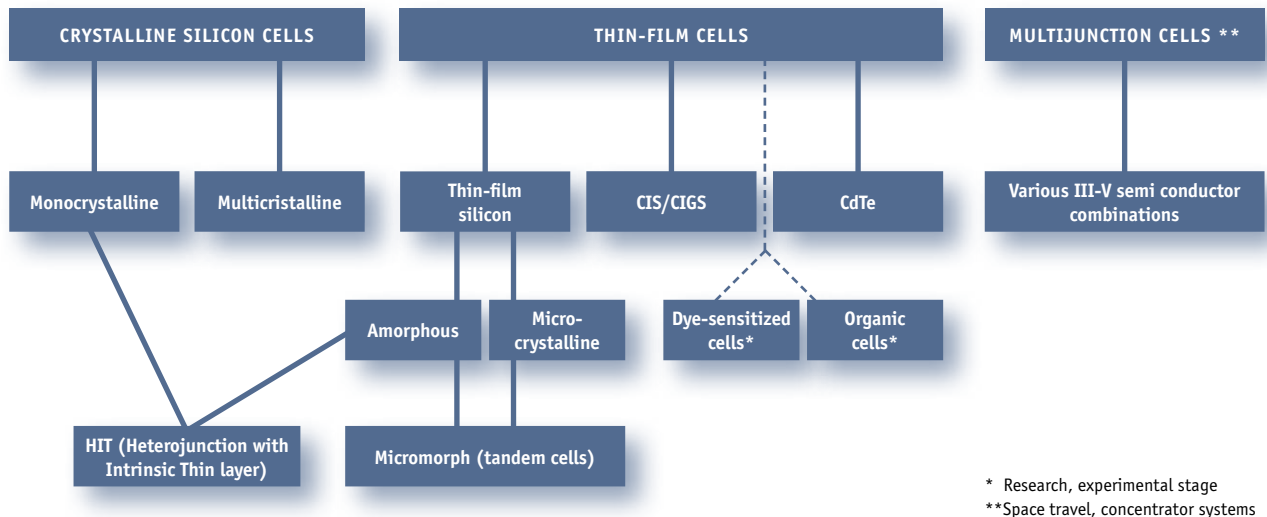 CRYSTALLINE SILICON CELLS
THIN-FILM CELLS
MULTIJUNCTION CELLS **
Monocrystalline
Multicristalline
Thin-film
silicon
CIS/CIGS
CdTe
Various III-V semi conductor
combinations
Amorphous
Micro-
crystalline
Dye-sensitized
cells*
Organic
cells*
HIT (Heterojunction with
Intrinsic Thin layer)
Micromorph (tandem cells)
* Research, experimental stage
**Space travel, concentrator systems